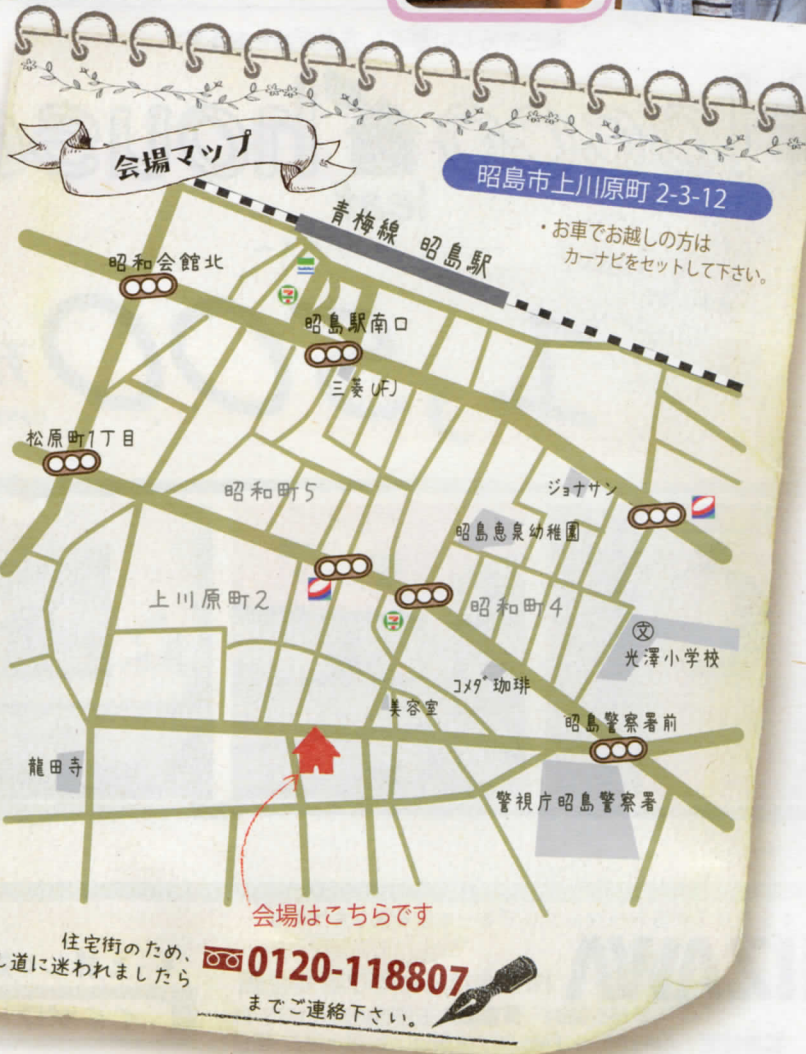 会場マップ
昭島市上川原町 2-3-12
・お車でお越しの方は
カーナビをセットして下さい。
青梅線 昭島駅
昭和会館北
昭島駅南口
三菱UFJ
松原町1丁目
昭和町5
ジョナサン
昭島恵泉幼稚園
上川原町2
昭和町4
文
光澤小学校
コメダ珈琲
美容室
昭島警察署前
龍田寺
警視庁昭島警察署
会場はこちらです
住宅街のため、
し道に迷われましたら
0120-118807
までご連絡下さい。